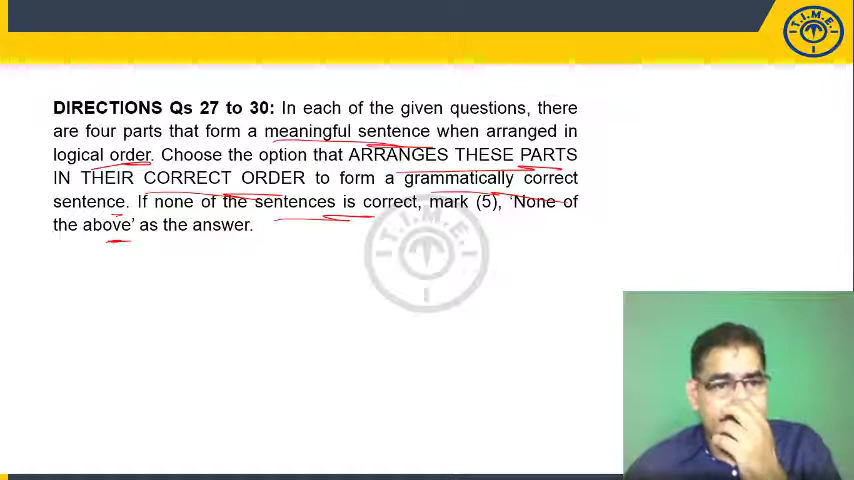 T.I.M.E.
DIRECTIONS Qs 27 to 30: In each of the given questions, there
are four parts that form a meaningful sentence when arranged in
logical order. Choose the option that ARRANGES THESE PARTS
IN THEIR CORRECT ORDER to form a grammatically correct
sentence. If none of the sentences is correct, mark (5), ‘None of
the above’ as the answer.
T.I.M.E.